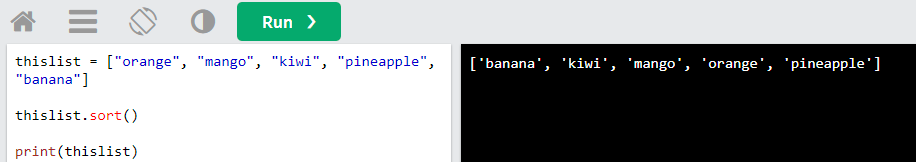 Run ❯
thislist = ["orange", "mango", "kiwi", "pineapple",
"banana"]
thislist.sort()
print(thislist)
['banana', 'kiwi', 'mango', 'orange', 'pineapple']